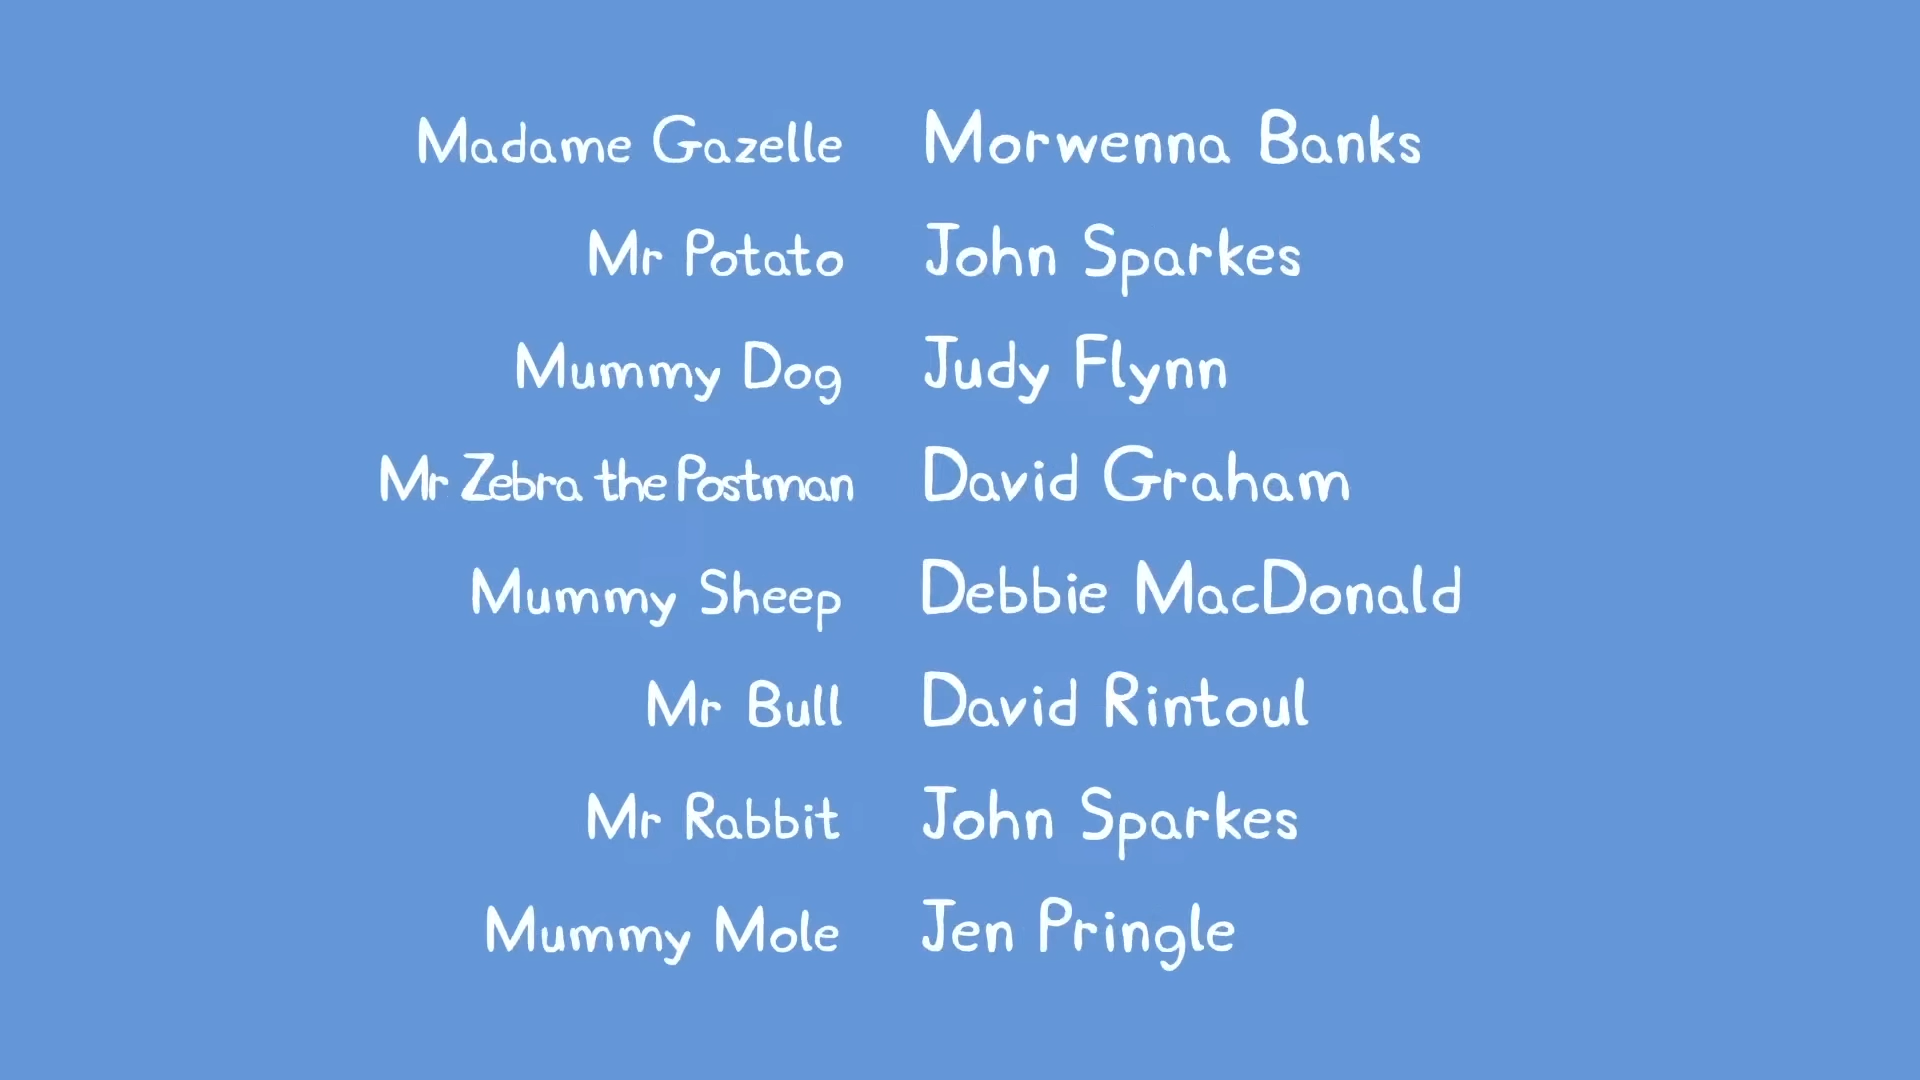 Madame Gazelle Morwenna Banks
Mr Potato John Sparkes
Mummy Dog Judy Flynn
Mr Zebra the Postman David Graham
Mummy Sheep Debbie MacDonald
Mr Bull David Rintoul
Mr Rabbit John Sparkes
Mummy Mole Jen Pringle